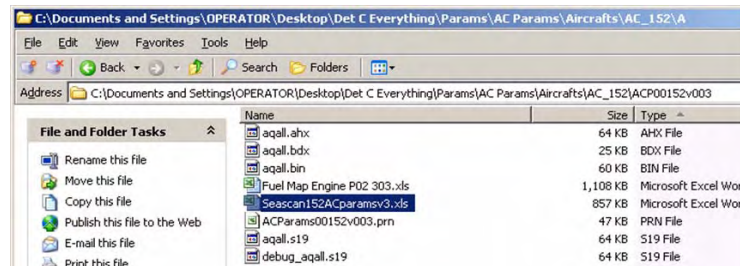 C:\Documents and Settings\OPERATOR\Desktop\Det C Everything\Params\AC Params\Aircrafts\AC_152\A
File Edit View Favorites Tools Help
Back Search Folders
Address C:\Documents and Settings\OPERATOR\Desktop\Det C Everything\Params\AC Params\Aircrafts\AC_152\ACP00152v003
File and Folder Tasks
Rename this file
Move this file
Copy this file
Publish this file to the Web
E-mail this file
Print this file
Name Size Type
aqall.ahx 64 KB AHX File
aqall.bdx 25 KB BDX File
aqall.bin 60 KB BIN File
Fuel Map Engine P02 303.xls 1,108 KB Microsoft Excel Wor
Seascan152ACparamsv3.xls 857 KB Microsoft Excel Wor
ACParams00152v003.prn 47 KB PRN File
aqall.s19 64 KB S19 File
debug_aqall.s19 64 KB S19 File